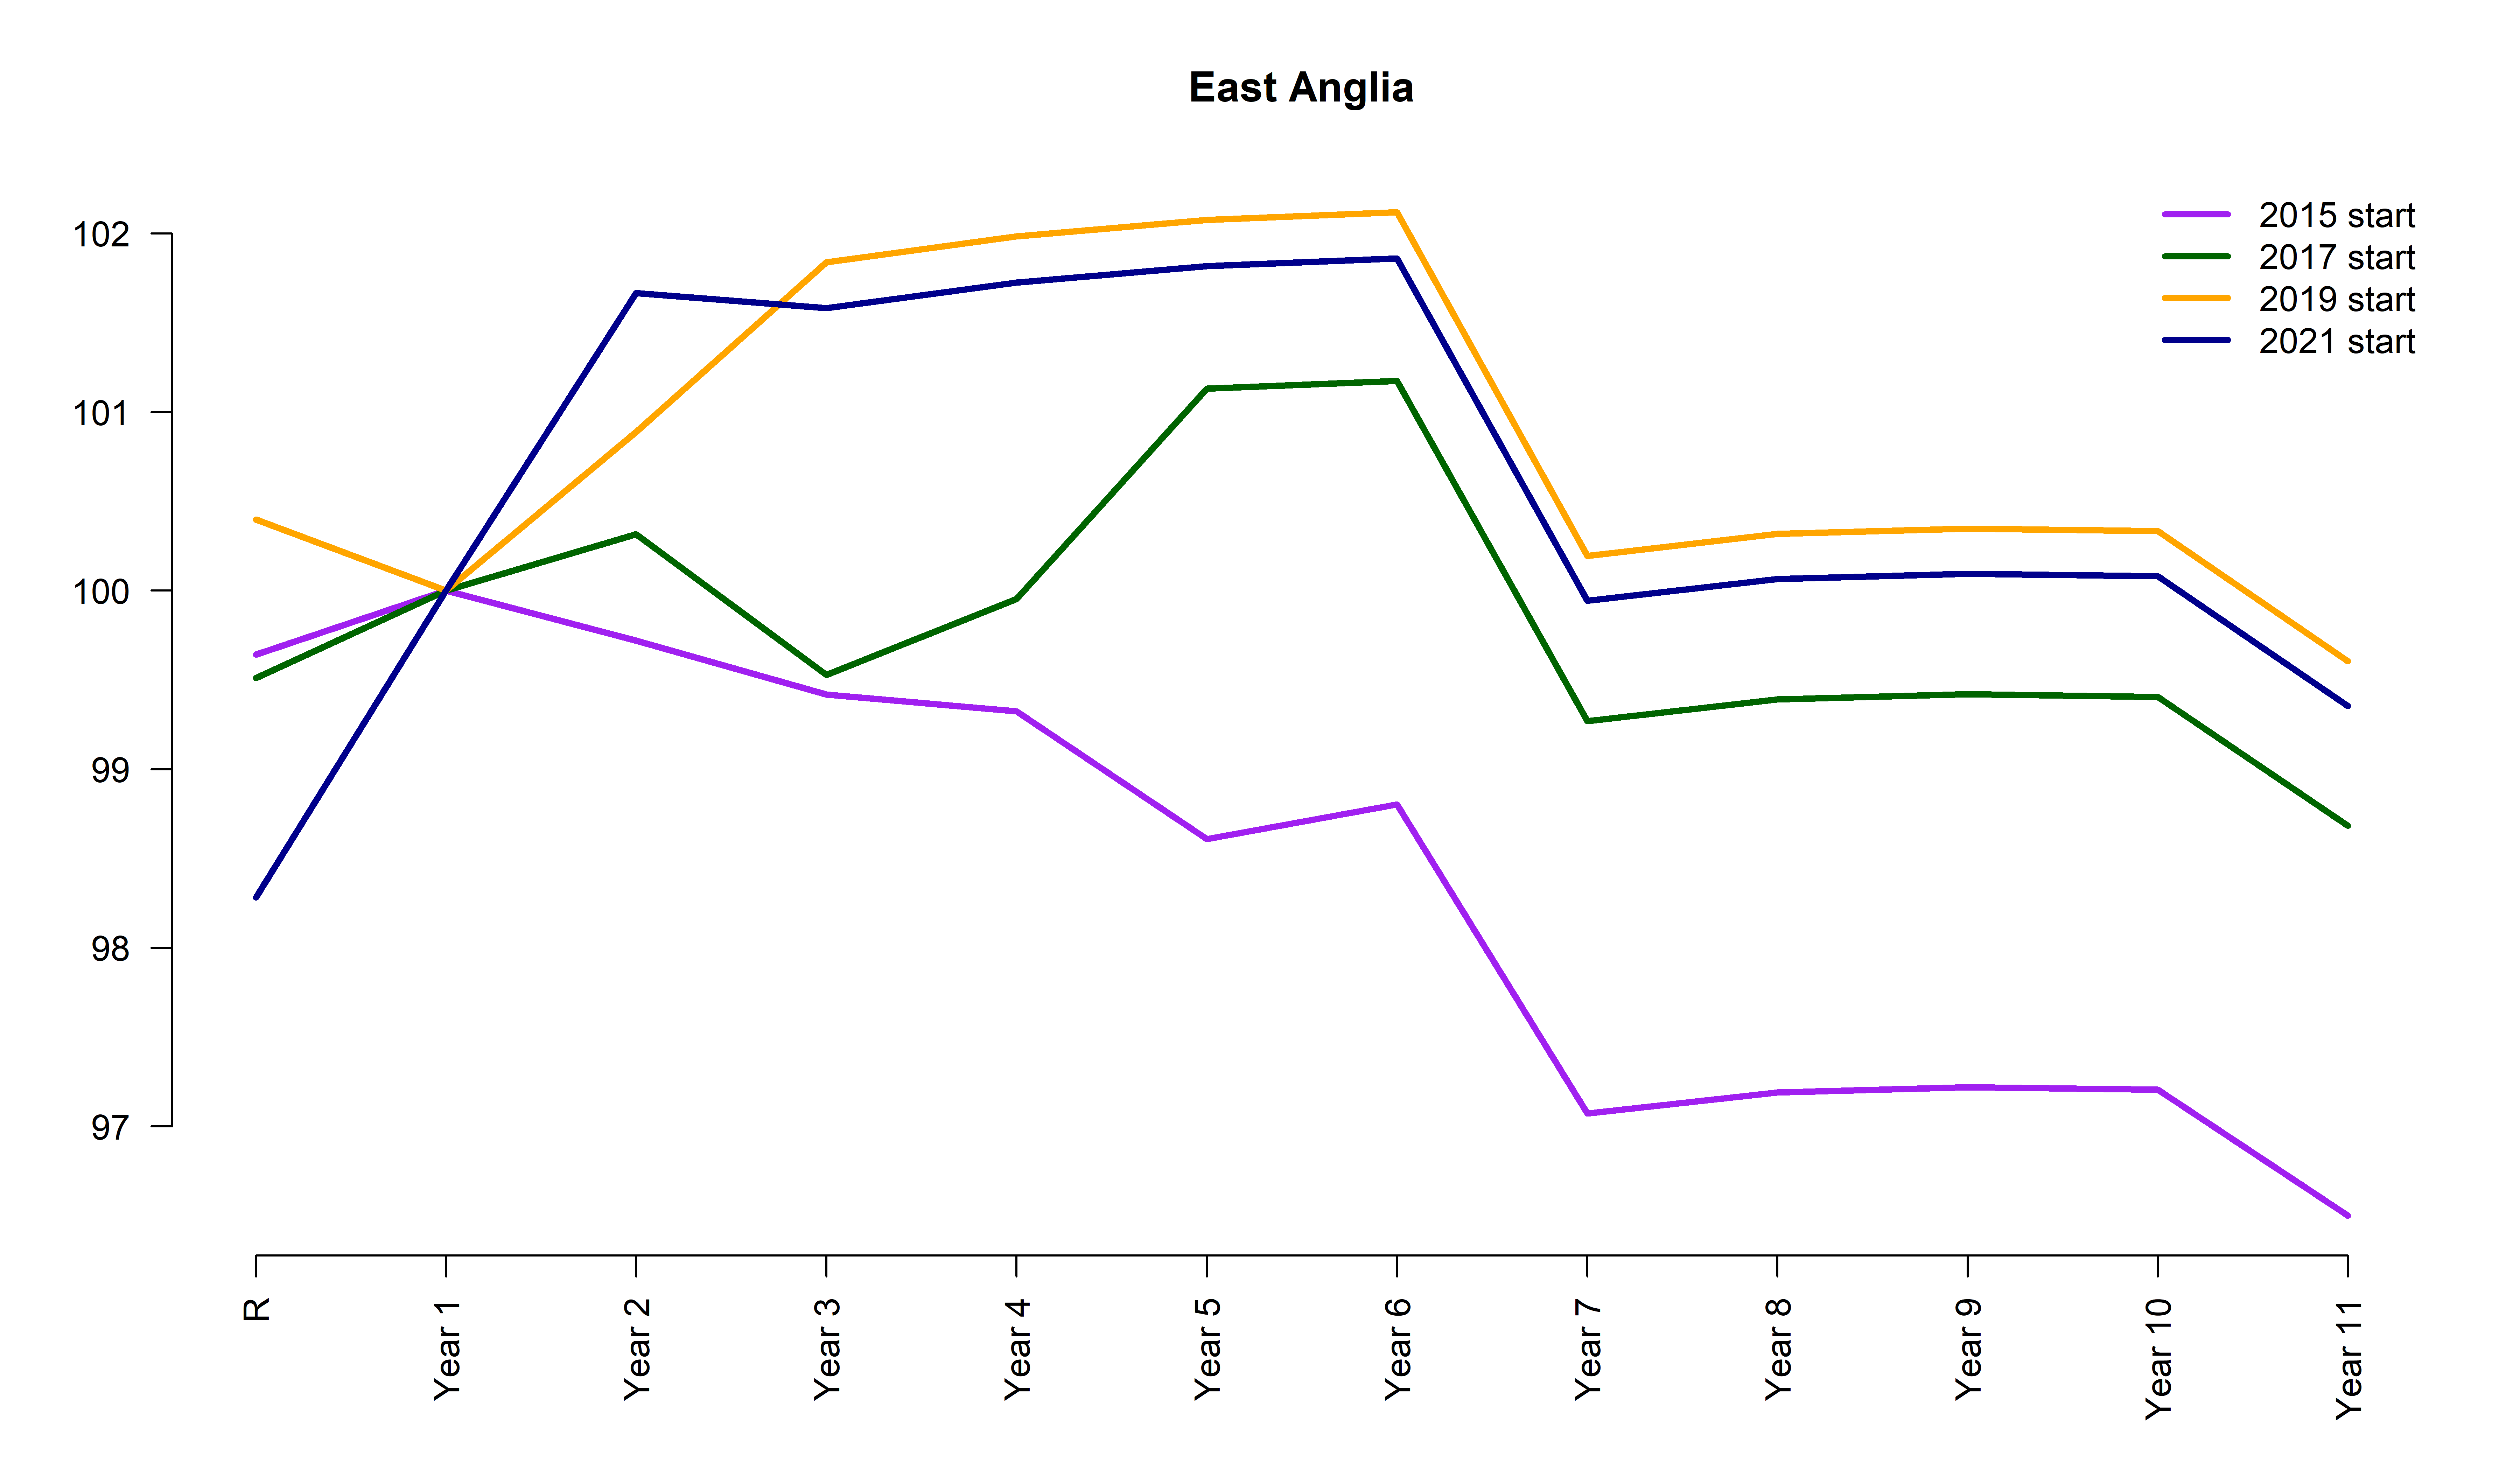 East Anglia
2015 start
2017 start
2019 start
2021 start
102
101
100
99
98
97
R
Year 1
Year 2
Year 3
Year 4
Year 5
Year 6
Year 7
Year 8
Year 9
Year 10
Year 11